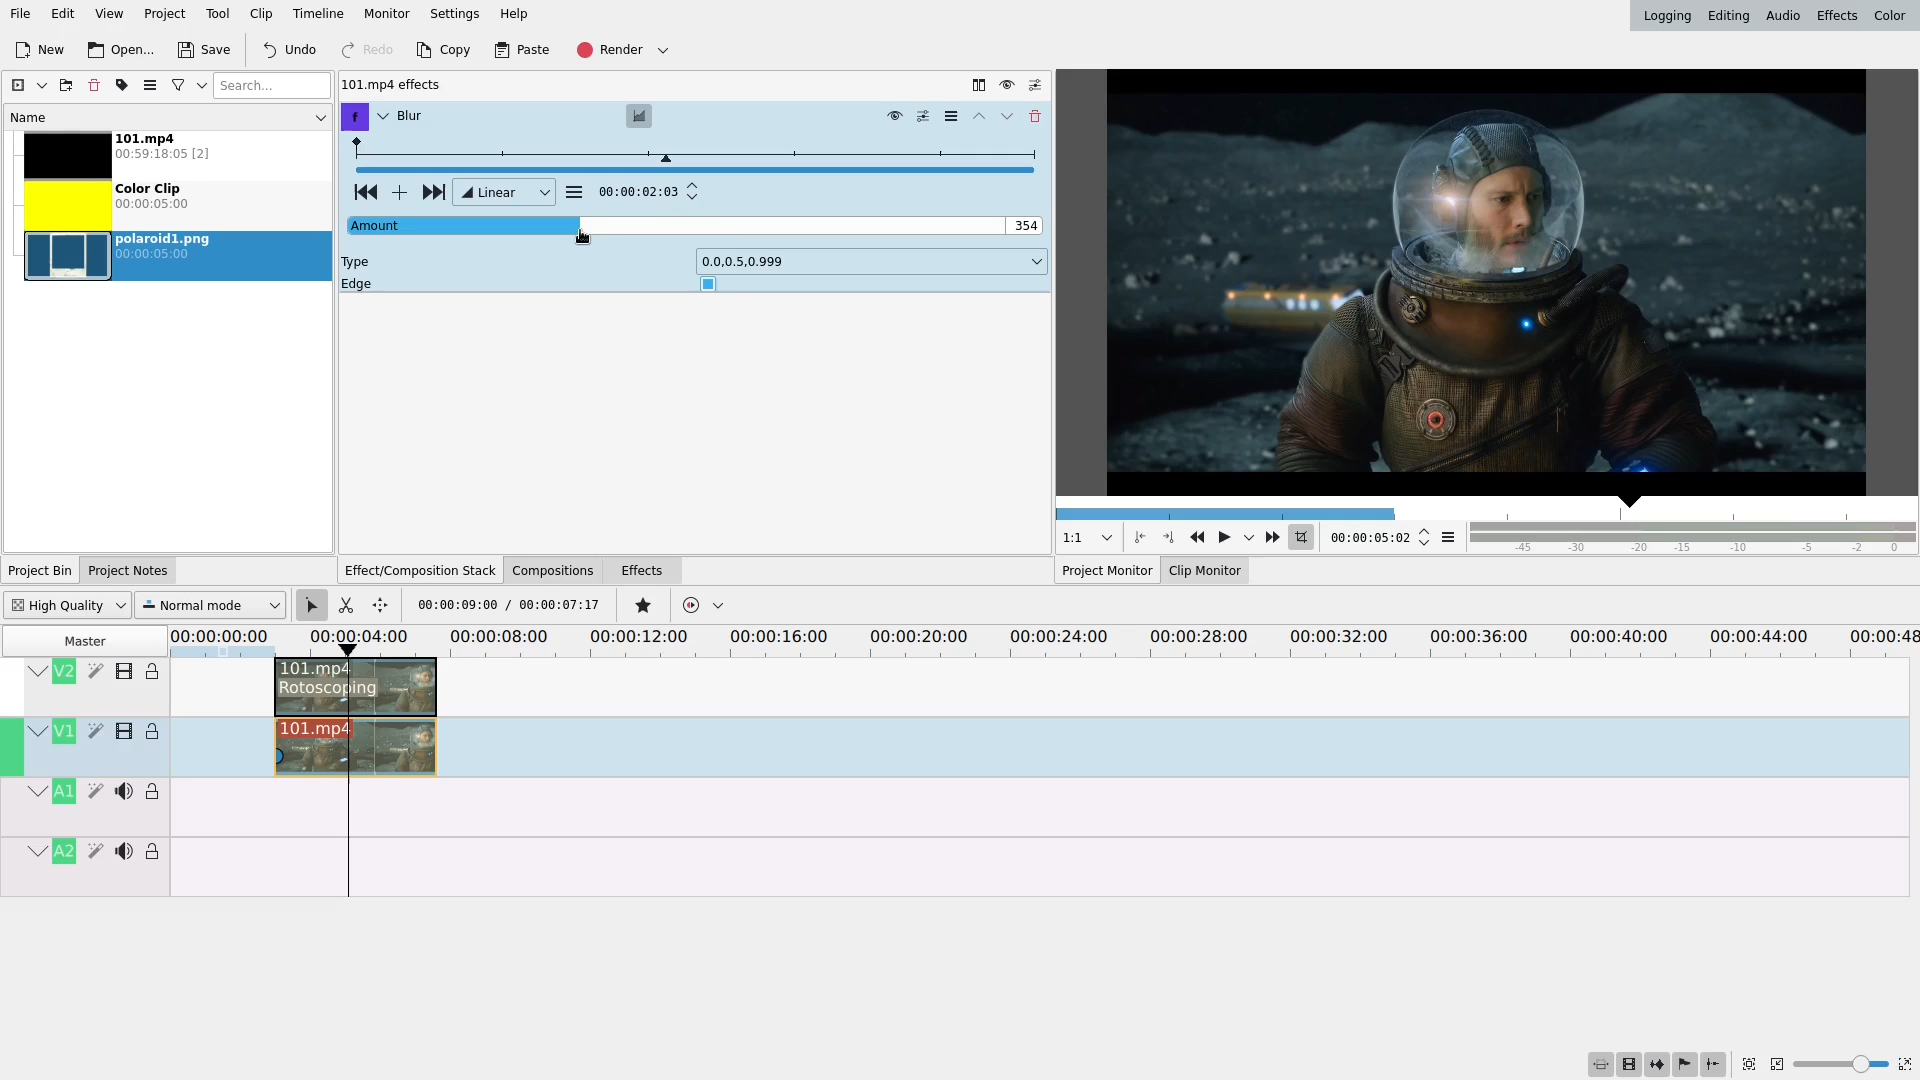 File Edit View Project Tool Clip Timeline Monitor Settings Help
Logging Editing Audio Effects Color
New Open... Save Undo Redo Copy Paste Render
Search...
Name
101.mp4
00:59:18:05 [2]
Color Clip
00:00:05:00
polaroid1.png
00:00:05:00
Project Bin Project Notes
101.mp4 effects
f Blur
Linear 00:00:02:03
Amount 354
Type 0.0,0.5,0.999
Edge
Effect/Composition Stack Compositions Effects
1:1 00:00:05:02
-45 -30 -20 -15 -10 -5 -2 0
Project Monitor Clip Monitor
High Quality Normal mode 00:00:09:00 / 00:00:07:17
Master
00:00:00:00 00:00:04:00 00:00:08:00 00:00:12:00 00:00:16:00 00:00:20:00 00:00:24:00 00:00:28:00 00:00:32:00 00:00:36:00 00:00:40:00 00:00:44:00 00:00:48
V2 101.mp4
Rotoscoping
V1 101.mp4
A1
A2